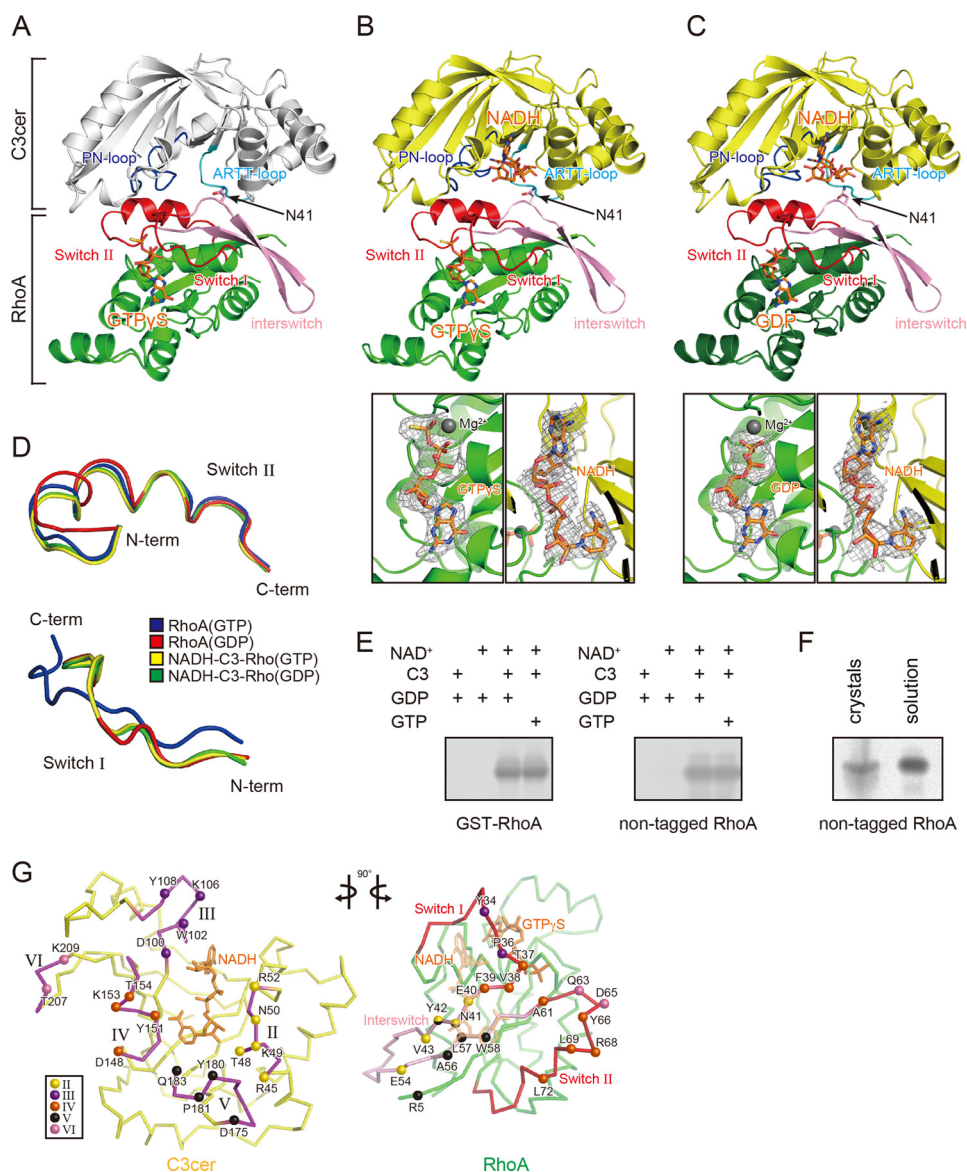 A
B
C
C3cer
RhoA
PN-loop
ARTT-loop
N41
Switch II
Switch I
GTPγS
interswitch
NADH
PN-loop
ARTT-loop
N41
Switch II
Switch I
GTPγS
interswitch
NADH
PN-loop
ARTT-loop
N41
Switch II
Switch I
GDP
interswitch
Mg2+
GTPγS
NADH
Mg2+
GDP
NADH
D
Switch II
N-term
C-term
C-term
RhoA(GTP)
RhoA(GDP)
NADH-C3-Rho(GTP)
NADH-C3-Rho(GDP)
Switch I
N-term
E
NAD+ + + +
C3 + + +
GDP + + +
GTP +
GST-RhoA
NAD+ + + +
C3 + + +
GDP + + +
GTP +
non-tagged RhoA
F
crystals
solution
non-tagged RhoA
G
Y108
K106
III
W102
D100
K209
VI
T207
NADH
R52
T154
K153
N50
Y151
II
IV
K49
T48
D148
Y180
Q183
R45
P181
V
D175
II
III
IV
V
VI
C3cer
90°
Y34
Switch I
GTPγS
P36
NADH
T37
F39
V38
E40
Q63
D65
Y42
N41
A61
Y66
Interswitch
L57
W58
L69
R68
V43
A56
E54
Switch II
L72
R5
RhoA